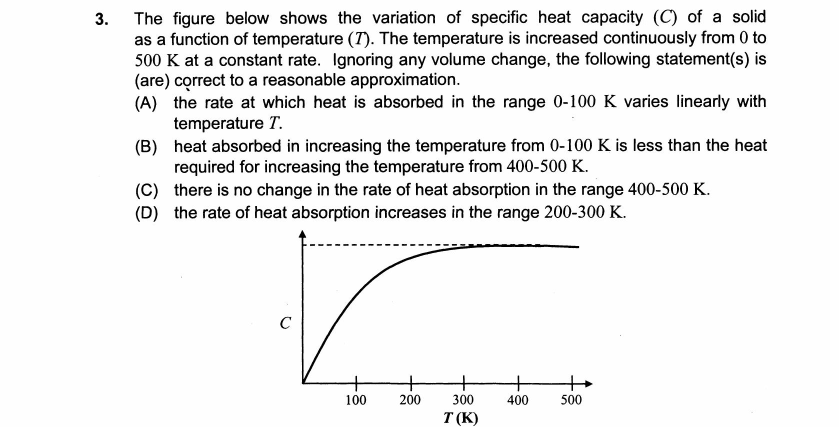 3. The figure below shows the variation of specific heat capacity (C) of a solid
as a function of temperature (T). The temperature is increased continuously from 0 to
500 K at a constant rate. Ignoring any volume change, the following statement(s) is
(are) correct to a reasonable approximation.
(A) the rate at which heat is absorbed in the range 0-100 K varies linearly with
temperature T.
(B) heat absorbed in increasing the temperature from 0-100 K is less than the heat
required for increasing the temperature from 400-500 K.
(C) there is no change in the rate of heat absorption in the range 400-500 K.
(D) the rate of heat absorption increases in the range 200-300 K.
C
100 200 300 400 500
T (K)